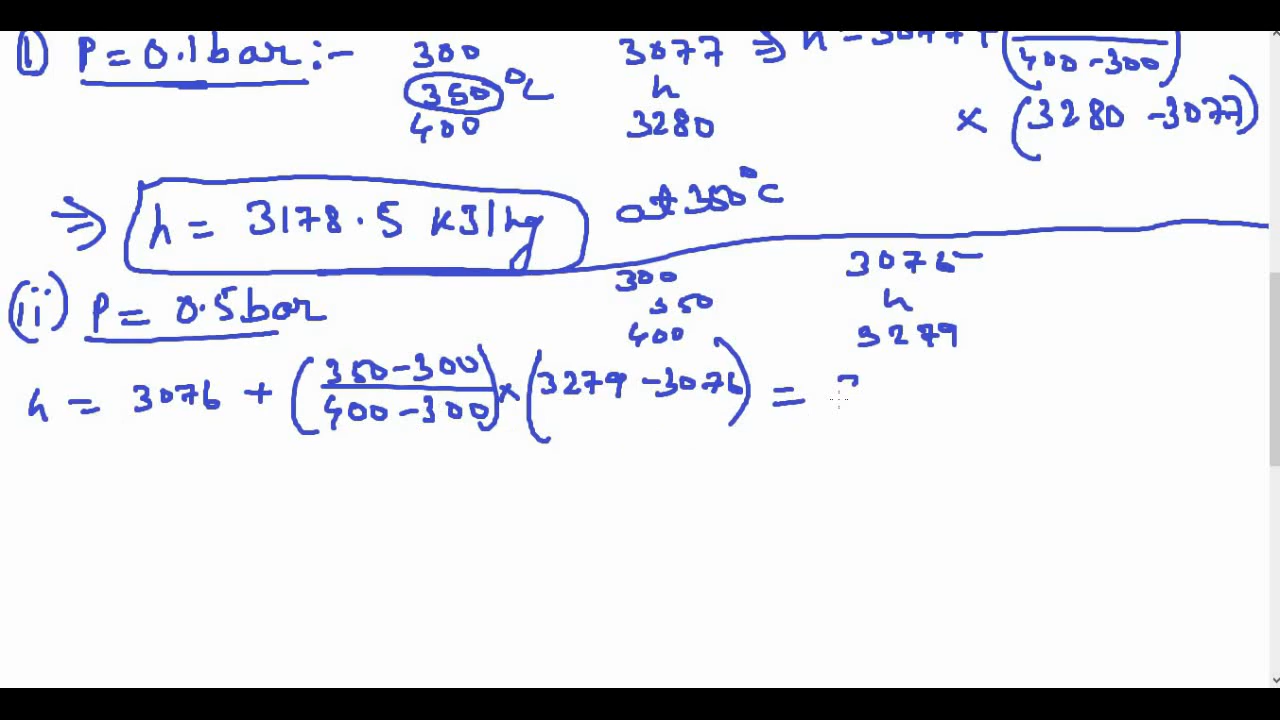 1) P = 0.1 bar :- 300 3077 ⇒ h = 3077 + (
350 °C h 400 - 300)
400 3280 × (3280 - 3077)
⇒ h = 3178.5 kJ/kg at 350°C
300 3076
(ii) P = 0.5 bar 350 h
400 3279
h = 3076 + (350 - 300 / 400 - 300) × (3279 - 3076) =